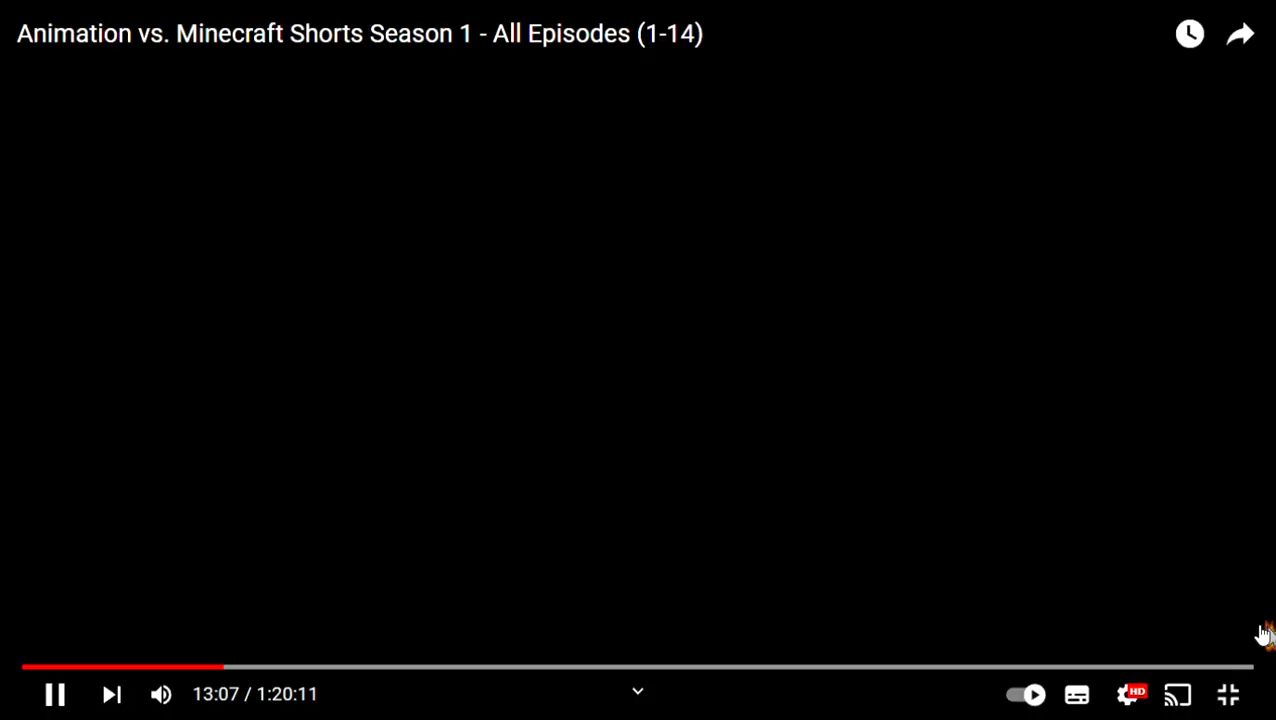 Animation vs. Minecraft Shorts Season 1 - All Episodes (1-14)
13:07 / 1:20:11
HD